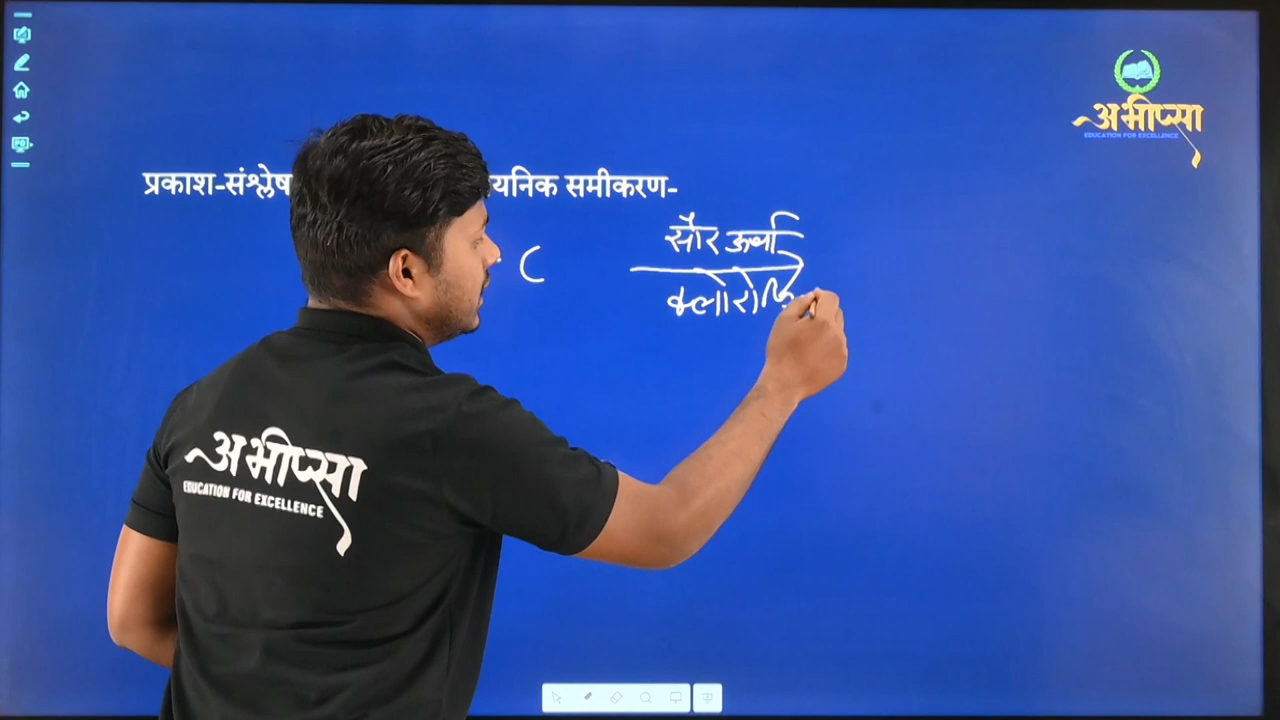 अभीप्सा
EDUCATION FOR EXCELLENCE
प्रकाश-संश्लेष यनिक समीकरण-
सौर ऊर्जा
C
क्लोरोफि
अभीप्सा
EDUCATION FOR EXCELLENCE